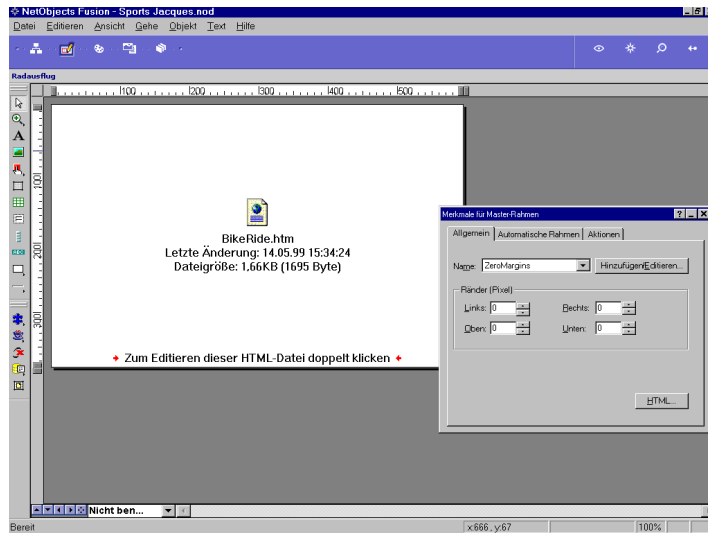 NetObjects Fusion - Sports Jacques.nod
Datei Editieren Ansicht Gehe Objekt Text Hilfe
Radausflug
100 200 300 400 500
A
100
200
300
BikeRide.htm
Letzte Änderung: 14.05.99 15:34:24
Dateigröße: 1,66KB (1695 Byte)
Zum Editieren dieser HTML-Datei doppelt klicken
Merkmale für Master-Rahmen
Allgemein Automatische Rahmen Aktionen
Name: ZeroMargins Hinzufügen/Editieren...
Ränder (Pixel)
Links: 0 Rechts: 0
Oben: 0 Unten: 0
HTML...
Nicht ben...
Bereit x:666, y:67 100%